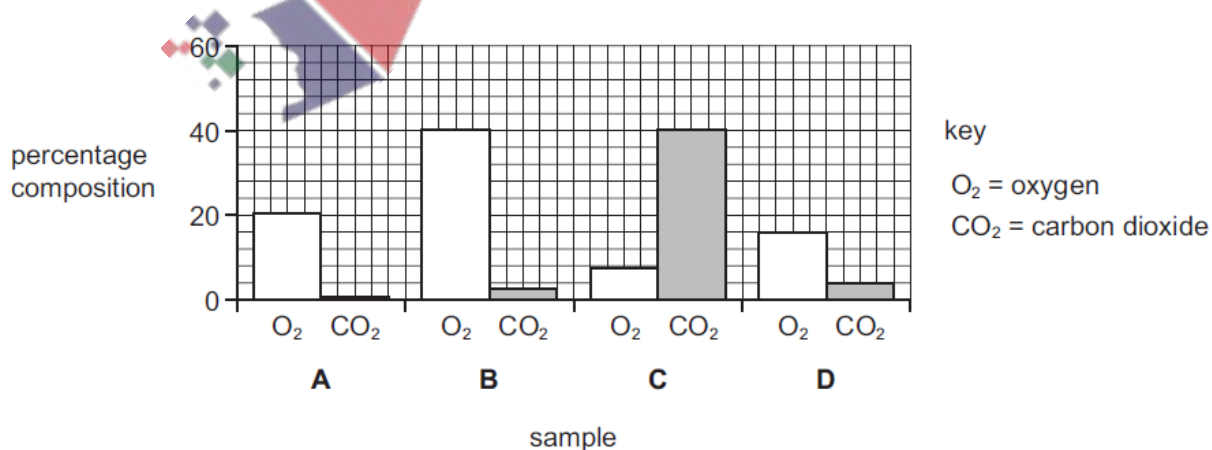 60
40
20
0
percentage
composition
O₂ CO₂ O₂ CO₂ O₂ CO₂ O₂ CO₂
A B C D
sample
key
O₂ = oxygen
CO₂ = carbon dioxide